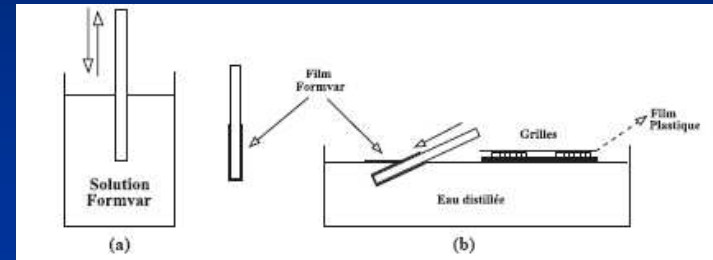 Film
Formvar
Film
Plastique
Grilles
Solution
Formvar
Eau distillée
(a)
(b)